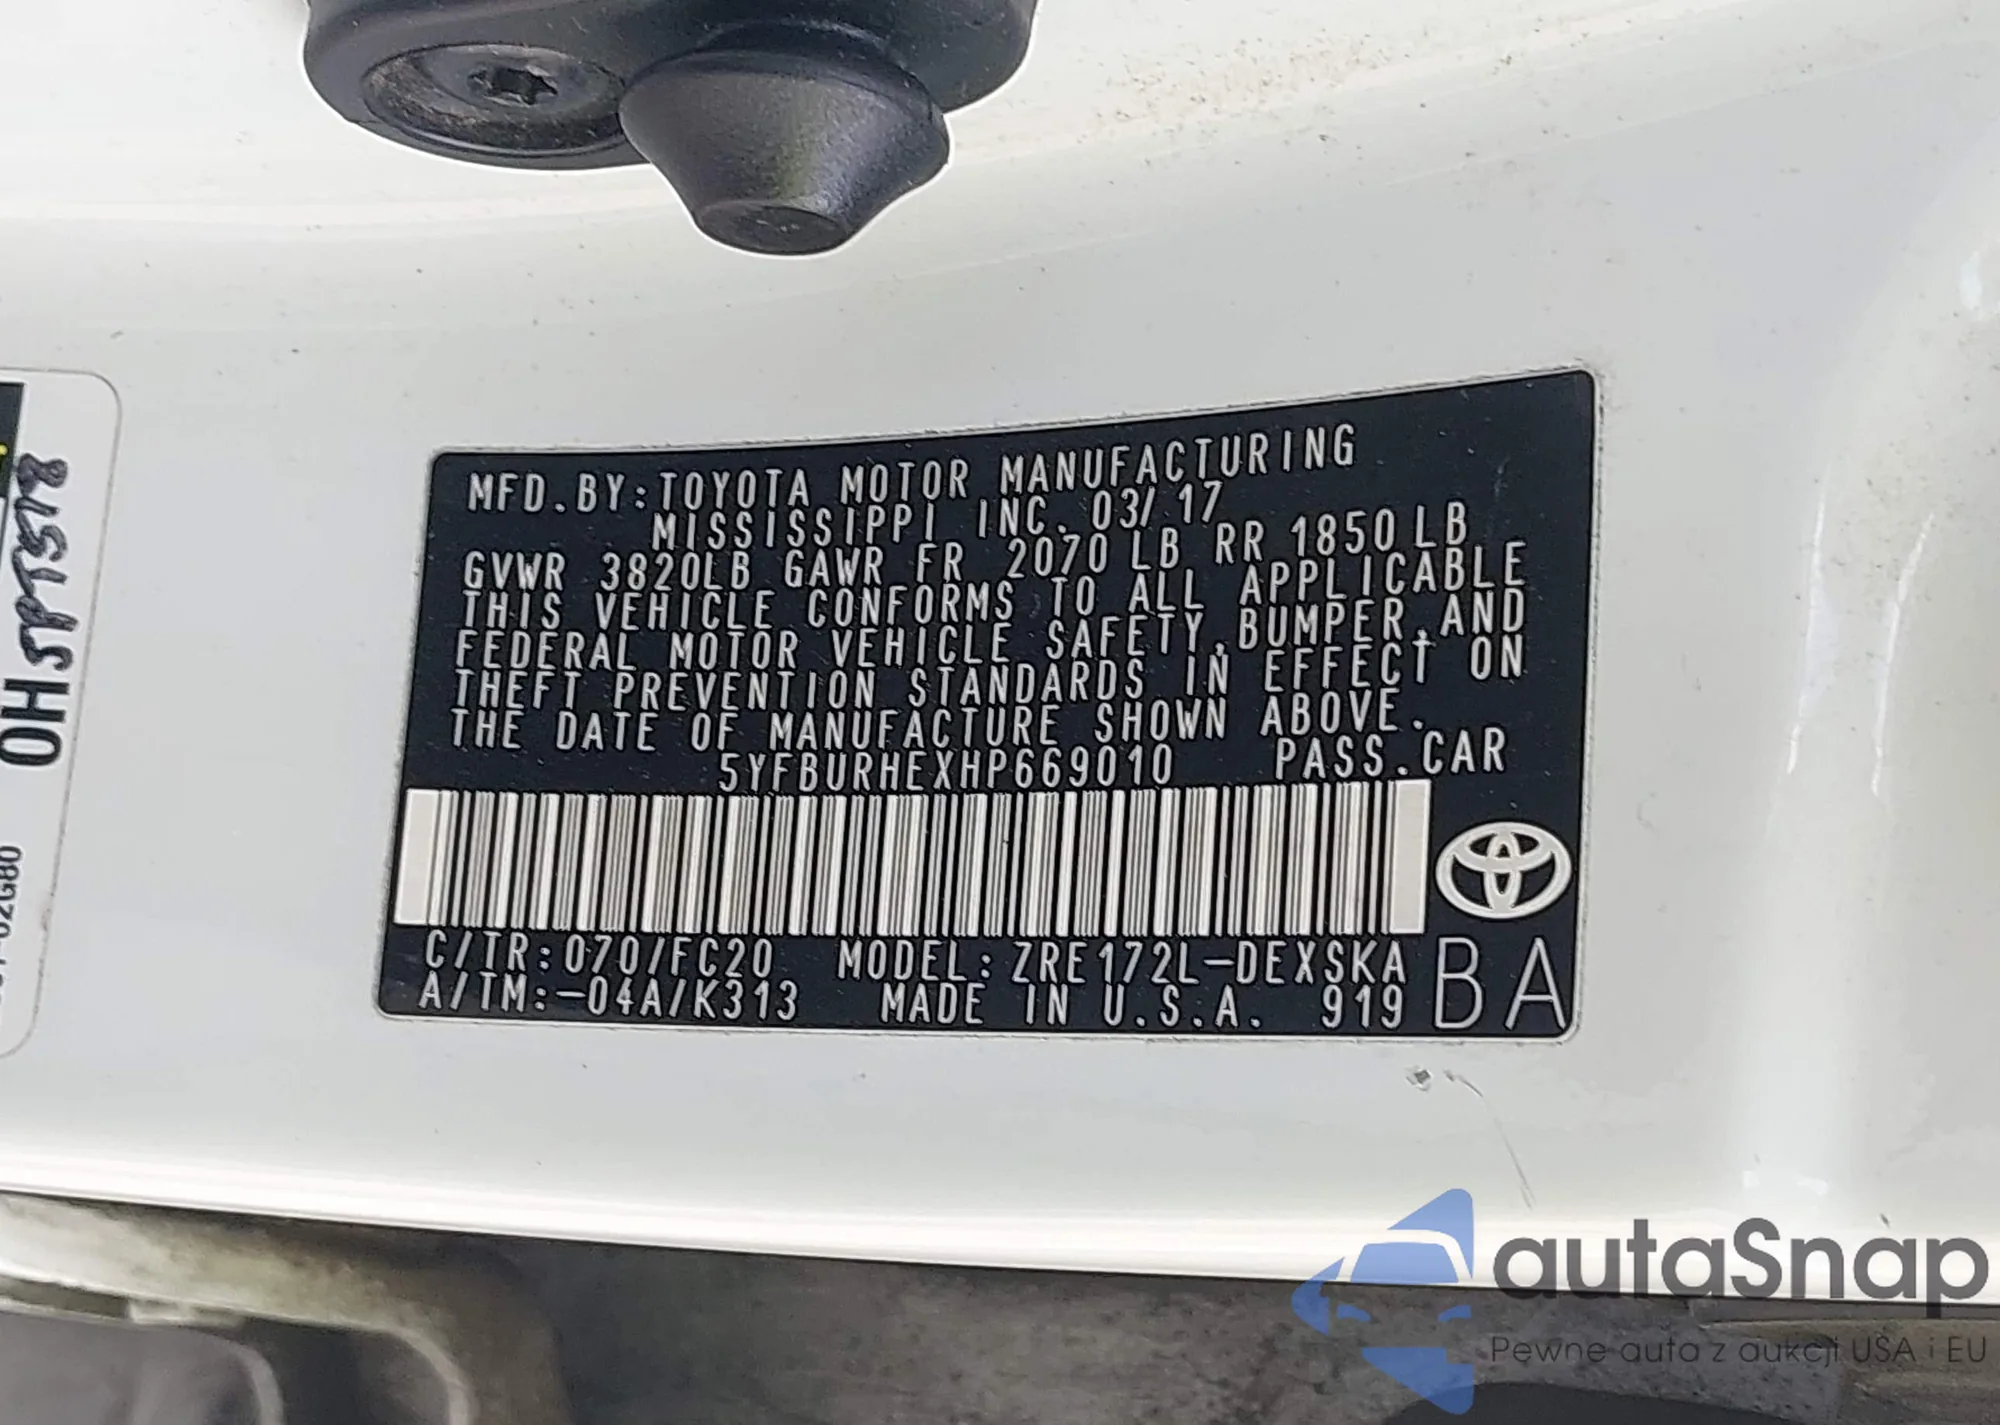 MFD.BY:TOYOTA MOTOR MANUFACTURING
MISSISSIPPI INC. 03/17
GVWR 3820LB GAWR FR 2070 LB RR 1850LB
THIS VEHICLE CONFORMS TO ALL APPLICABLE
FEDERAL MOTOR VEHICLE SAFETY,BUMPER,AND
THEFT PREVENTION STANDARDS IN EFFECT ON
THE DATE OF MANUFACTURE SHOWN ABOVE.
5YFBURHEXHP669010 PASS.CAR
C/TR:070/FC20 MODEL:ZRE172L-DEXSKA
A/TM:-04A/K313 MADE IN U.S.A. 919
BA
0H
02G80
autaSnap
Pewne auta z aukcji USA i EU